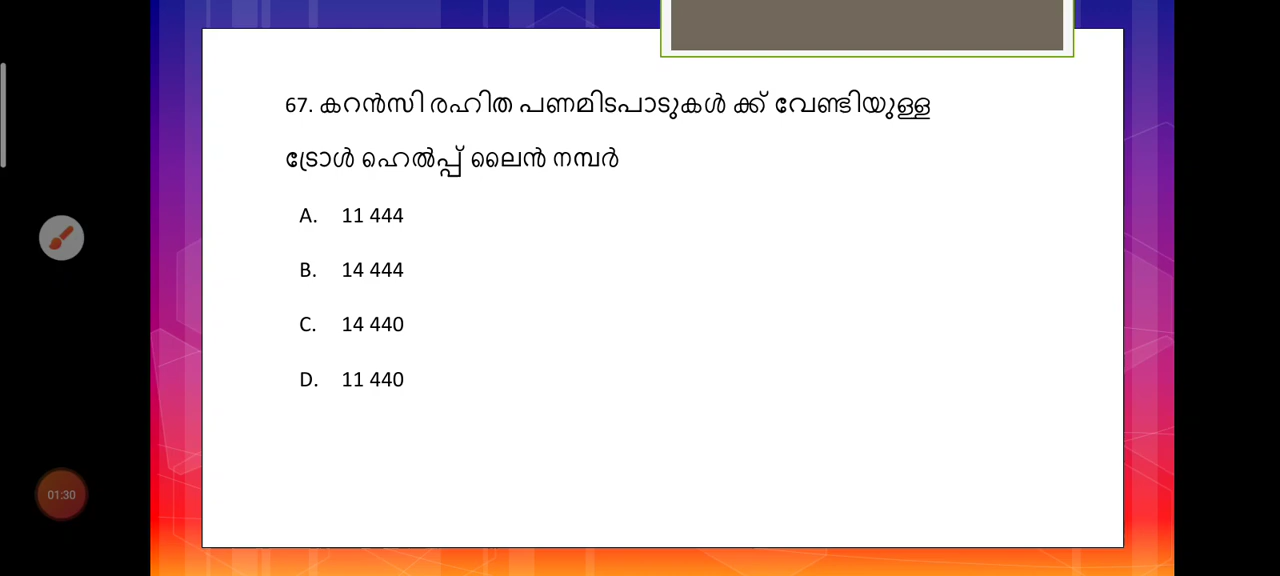 67. കറൻസി രഹിത പണമിടപാടുകൾ ക്ക് വേണ്ടിയുള്ള
ട്രോൾ ഹെൽപ്പ് ലൈൻ നമ്പർ
A. 11 444
B. 14 444
C. 14 440
D. 11 440
01:30